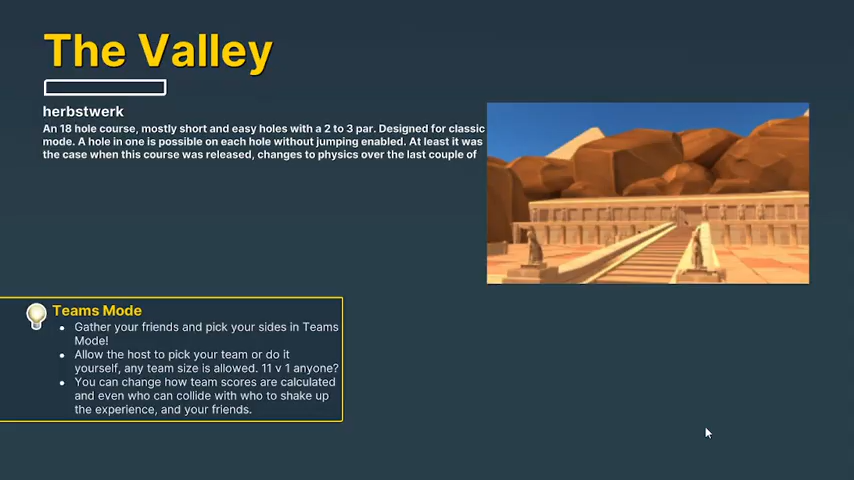 The Valley
herbstwerk
An 18 hole course, mostly short and easy holes with a 2 to 3 par. Designed for classic
mode. A hole in one is possible on each hole without jumping enabled. At least it was
the case when this course was released, changes to physics over the last couple of
Teams Mode
• Gather your friends and pick your sides in Teams
Mode!
• Allow the host to pick your team or do it
yourself, any team size is allowed. 11 v 1 anyone?
• You can change how team scores are calculated
and even who can collide with who to shake up
the experience, and your friends.